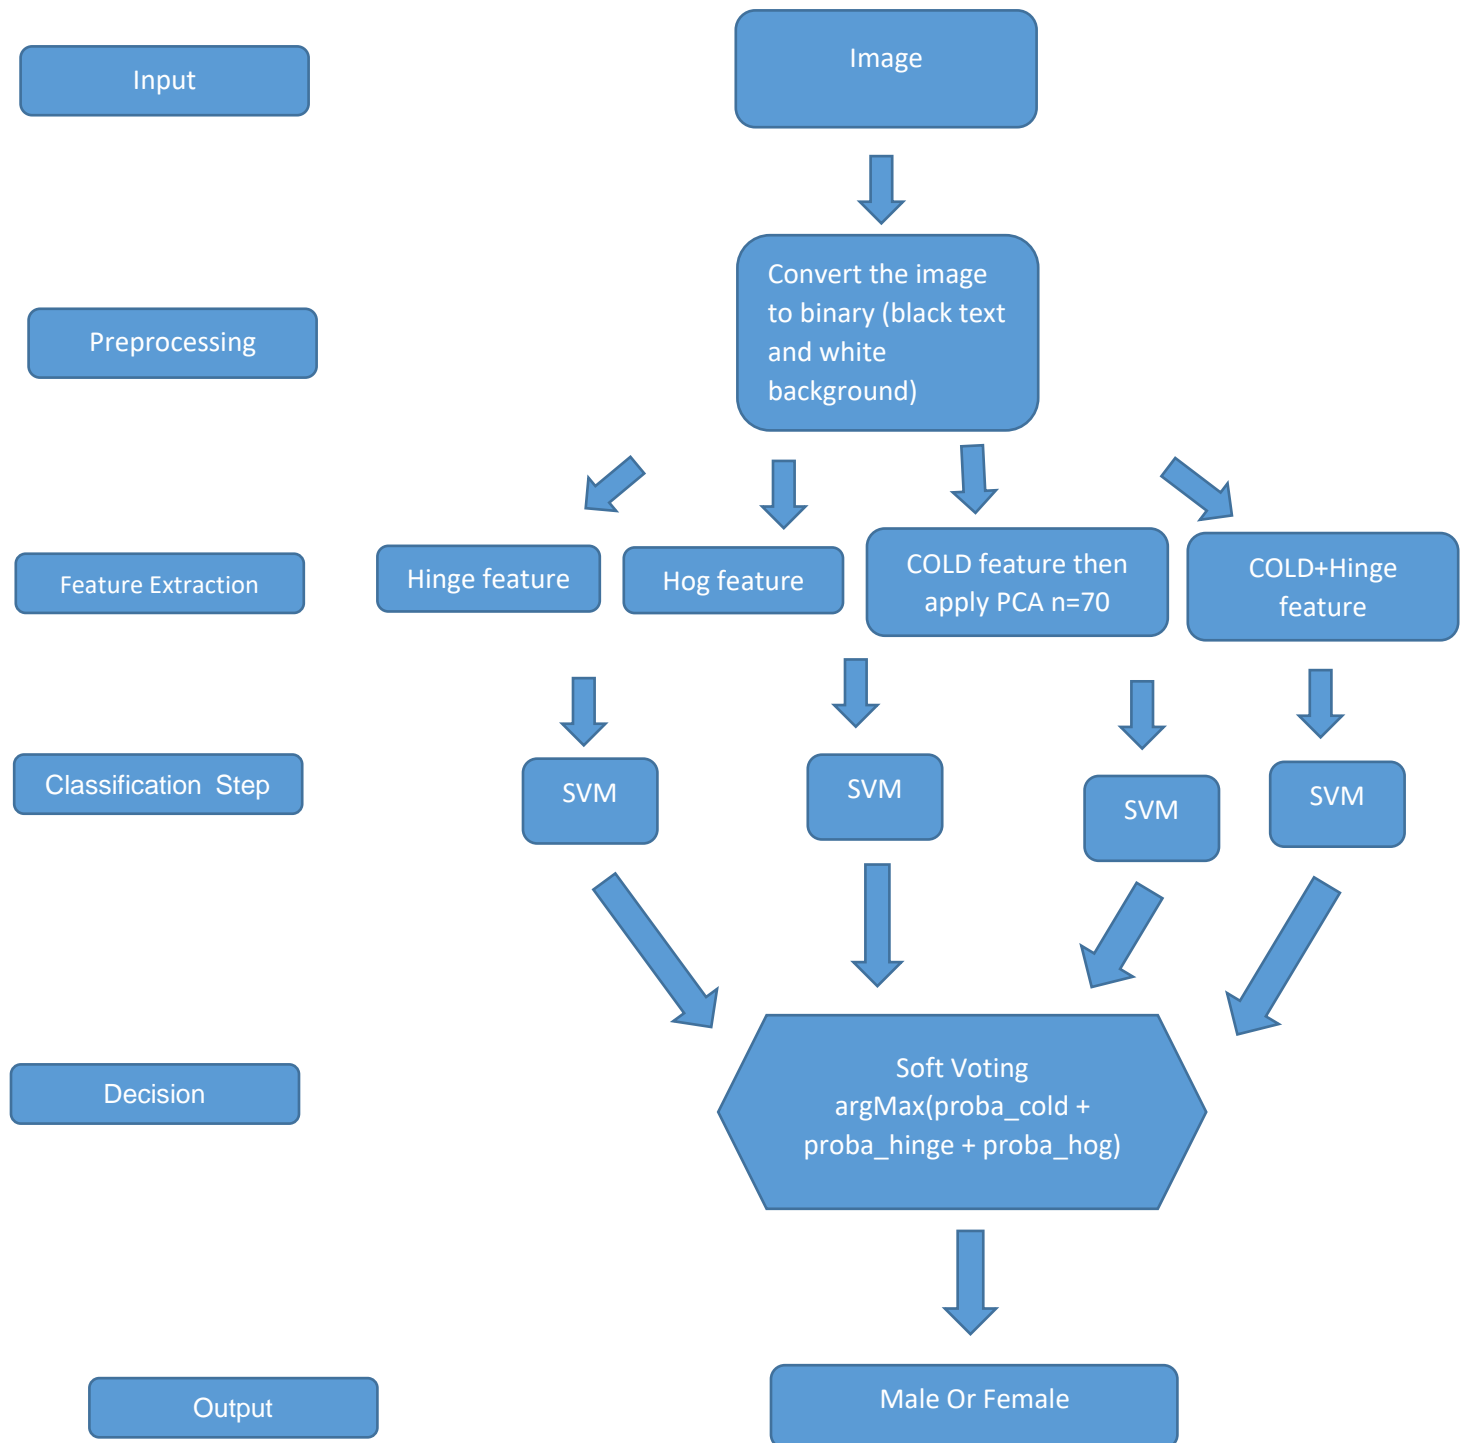 Input
Image
Preprocessing
Convert the image
to binary (black text
and white
background)
Feature Extraction
Hinge feature
Hog feature
COLD feature then
apply PCA n=70
COLD+Hinge
feature
Classification Step
SVM
SVM
SVM
SVM
Decision
Soft Voting
argMax(proba_cold +
proba_hinge + proba_hog)
Output
Male Or Female